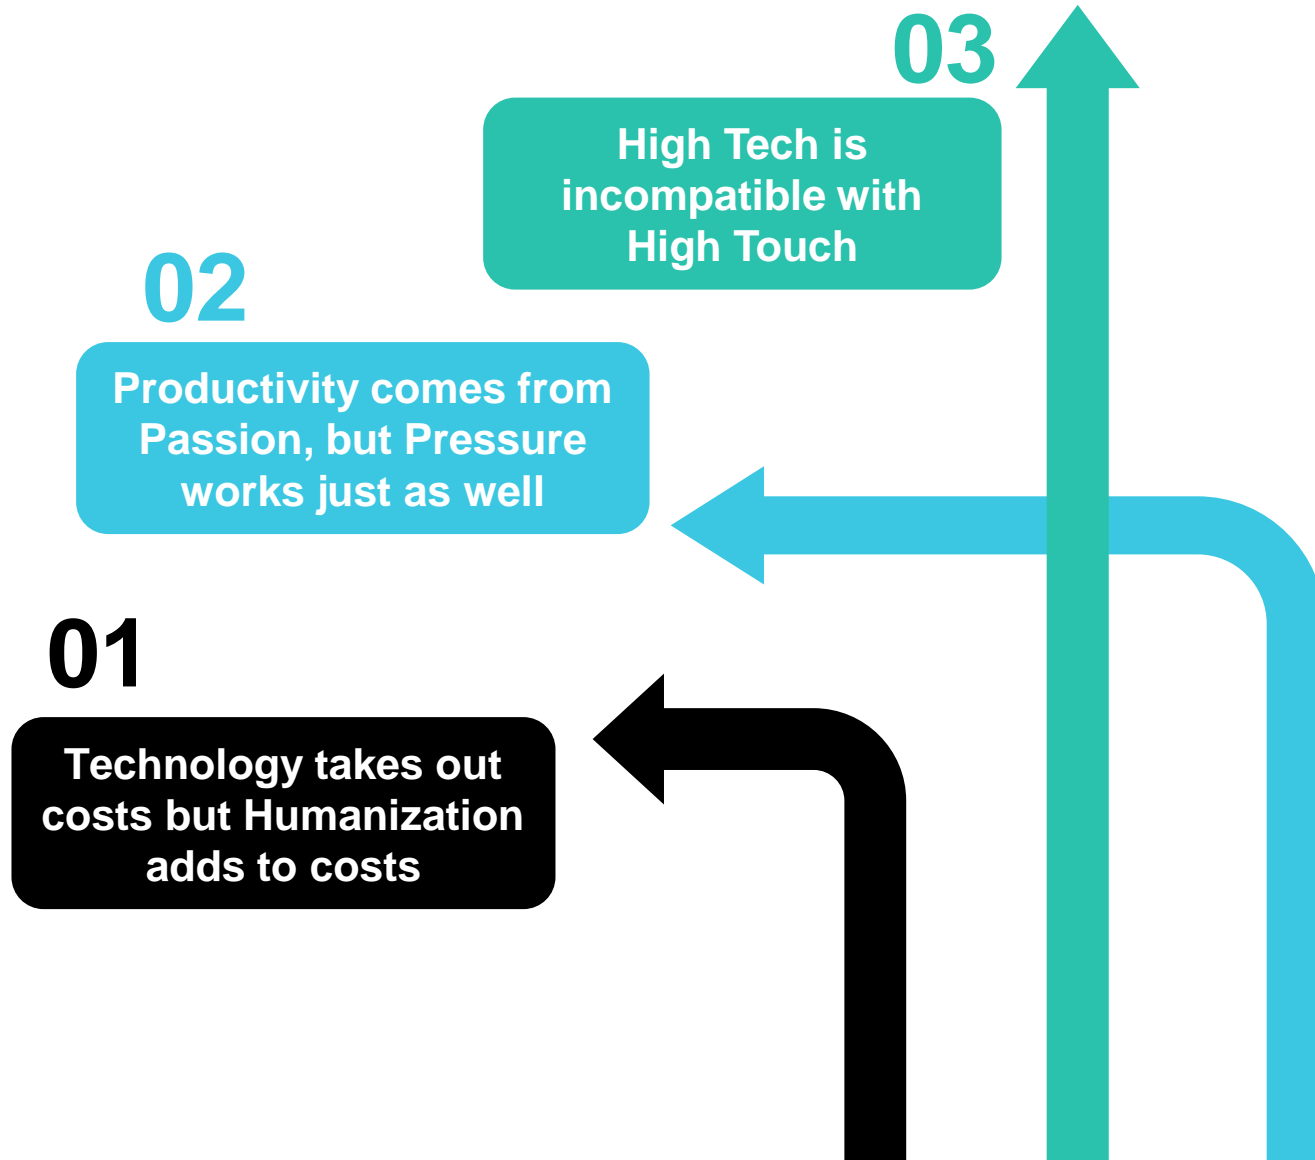 03
High Tech is
incompatible with
High Touch
02
Productivity comes from
Passion, but Pressure
works just as well
01
Technology takes out
costs but Humanization
adds to costs